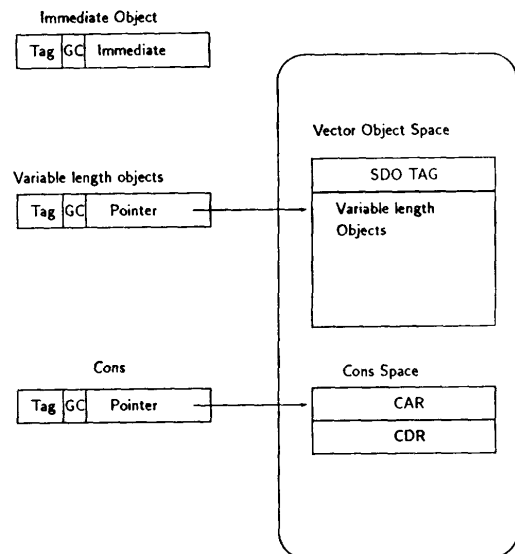 Immediate Object
Tag GC Immediate
Vector Object Space
SDO TAG
Variable length objects
Tag GC Pointer
Variable length
Objects
Cons
Cons Space
Tag GC Pointer
CAR
CDR